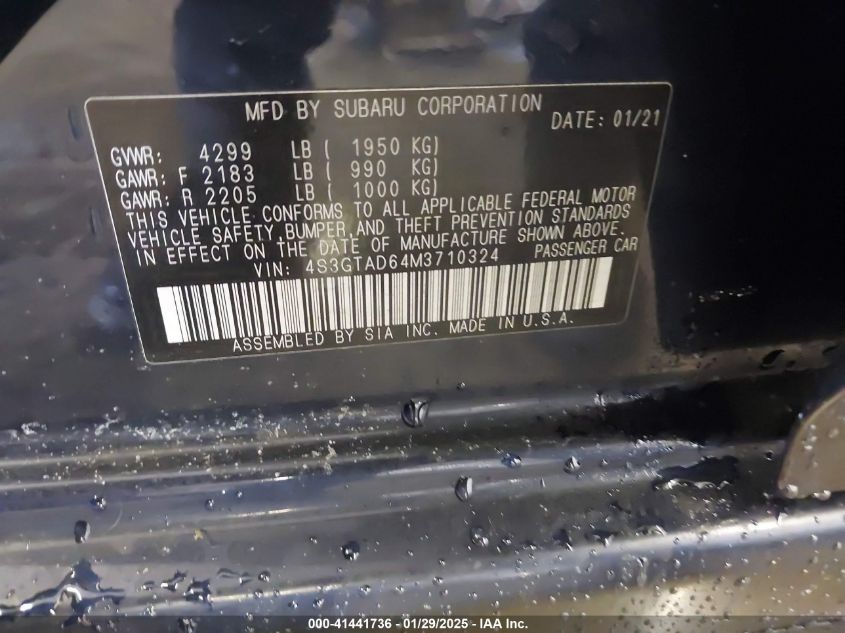 MFD BY SUBARU CORPORATION
DATE: 01/21
GVWR: 4299 LB ( 1950 KG)
GAWR: F 2183 LB ( 990 KG)
GAWR: R 2205 LB ( 1000 KG)
THIS VEHICLE CONFORMS TO ALL APPLICABLE FEDERAL MOTOR
VEHICLE SAFETY, BUMPER, AND THEFT PREVENTION STANDARDS
IN EFFECT ON THE DATE OF MANUFACTURE SHOWN ABOVE.
VIN: 4S3GTAD64M3710324 PASSENGER CAR
ASSEMBLED BY SIA INC. MADE IN U.S.A.
000-41441736 - 01/29/2025 - IAA Inc.